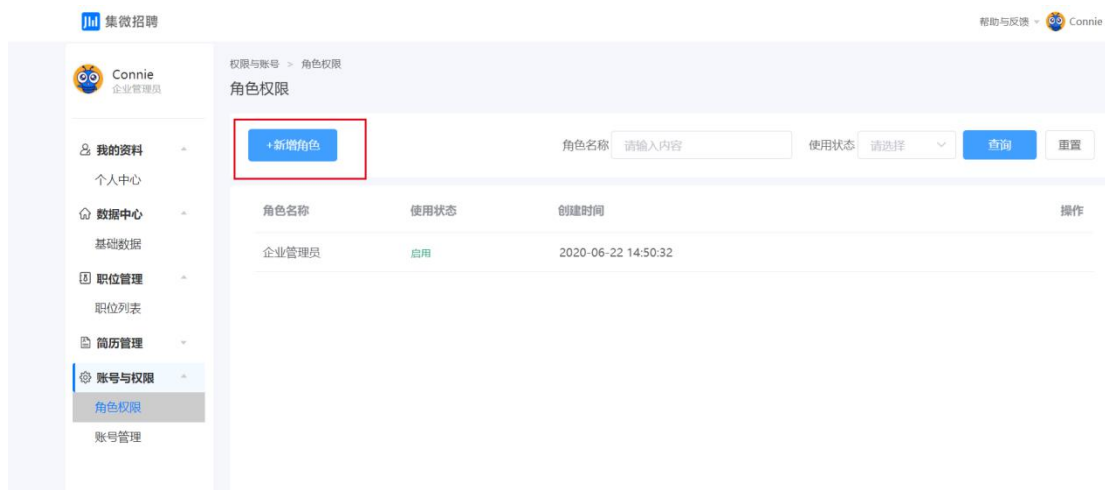 集微招聘
帮助与反馈
Connie
Connie
企业管理员
我的资料
个人中心
数据中心
基础数据
职位管理
职位列表
简历管理
账号与权限
角色权限
账号管理
权限与账号 > 角色权限
角色权限
+新增角色
角色名称 请输入内容 使用状态 请选择 查询 重置
角色名称 使用状态 创建时间 操作
企业管理员 启用 2020-06-22 14:50:32